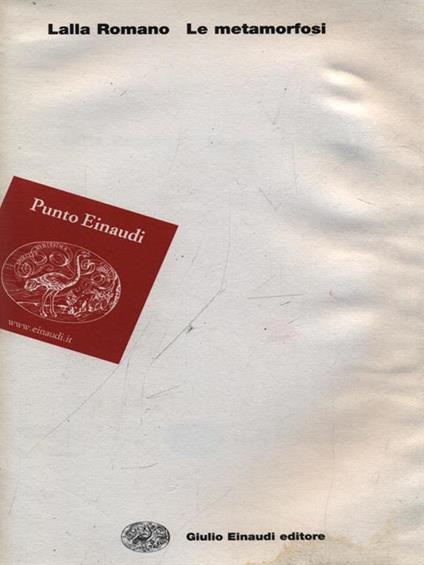 Lalla Romano Le metamorfosi
Punto Einaudi
www.einaudi.it
Giulio Einaudi editore